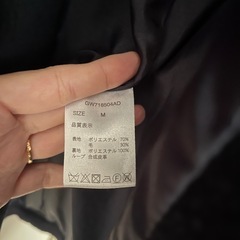 GW718504AD
SIZE M
品質表示
表地 ポリエステル 70%
毛 30%
裏地 ポリエステル 100%
ループ 合成皮革